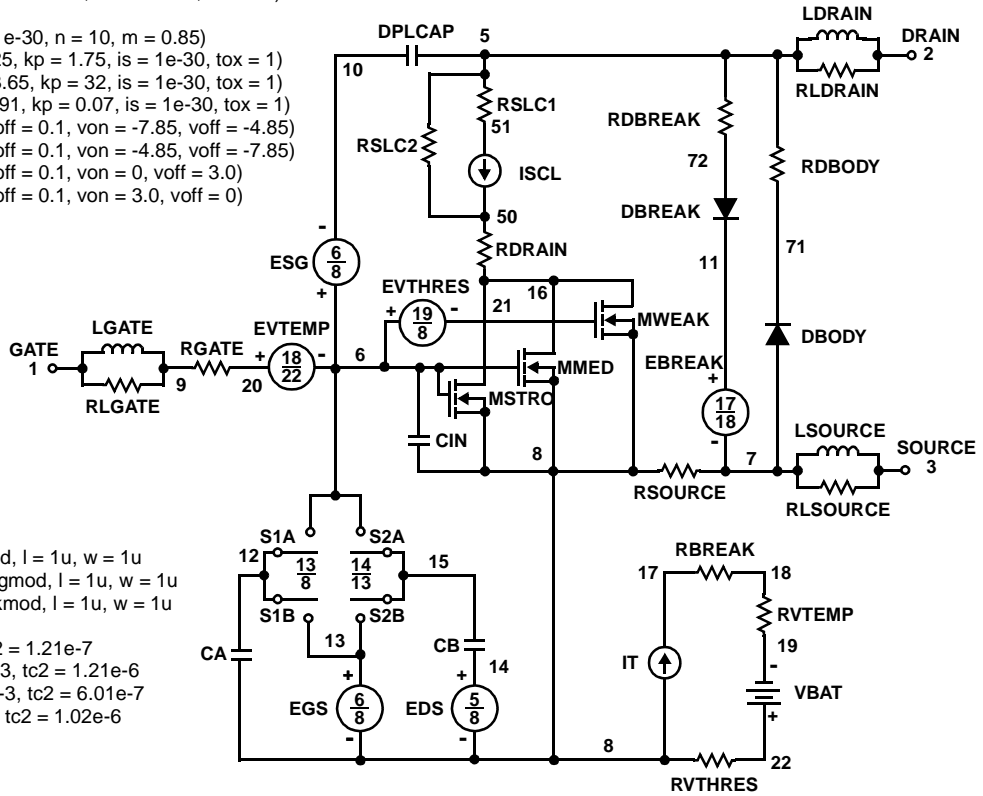 e-30, n = 10, m = 0.85)
25, kp = 1.75, is = 1e-30, tox = 1)
3.65, kp = 32, is = 1e-30, tox = 1)
91, kp = 0.07, is = 1e-30, tox = 1)
off = 0.1, von = -7.85, voff = -4.85)
off = 0.1, von = -4.85, voff = -7.85)
off = 0.1, von = 0, voff = 3.0)
off = 0.1, von = 3.0, voff = 0)
LDRAIN
DPLCAP 5 DRAIN
10 2
RLDRAIN
RSLC1
51
RDBREAK
RSLC2
72
RDBODY
ISCL
DBREAK
50
RDRAIN
71
- 
ESG 6
8
+
11
EVTHRES
+ 19 -
8
16
21
MWEAK
LGATE
EVTEMP
GATE RGATE + 18 - 6
22
EBREAK
DBODY
MMED
1 9 20
RLGATE
MSTRO
+
17
18
-
CIN
8
LSOURCE
SOURCE
7 3
RSOURCE
RLSOURCE
S1A S2A
d, l = 1u, w = 1u
12 13
8
14
13
15
gmod, l = 1u, w = 1u
kmod, l = 1u, w = 1u
S1B S2B
RBREAK
17 18
RVTEMP
2 = 1.21e-7
3, tc2 = 1.21e-6
-3, tc2 = 6.01e-7
tc2 = 1.02e-6
13
CA CB
14
+ +
EGS 6
8
EDS 5
8
- -
19
IT
-
VBAT
+
8
22
RVTHRES